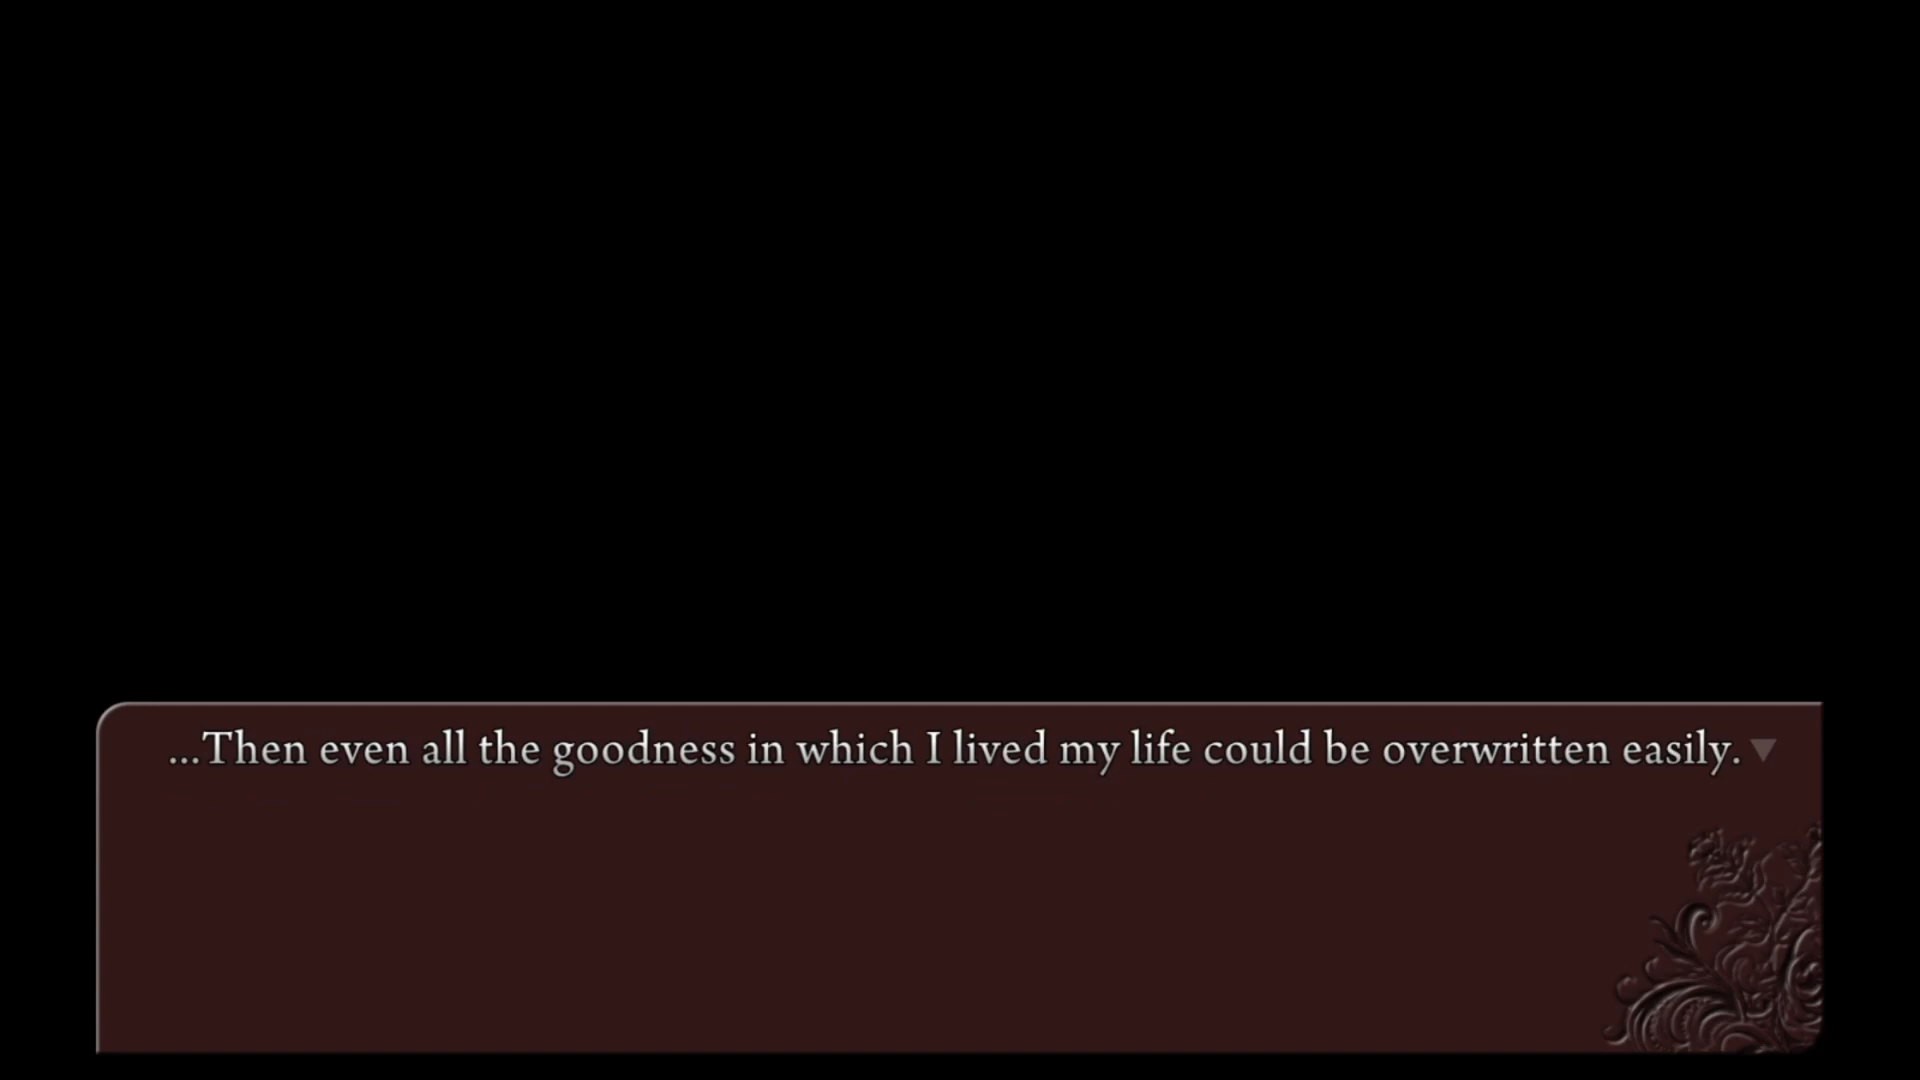 ...Then even all the goodness in which I lived my life could be overwritten easily.